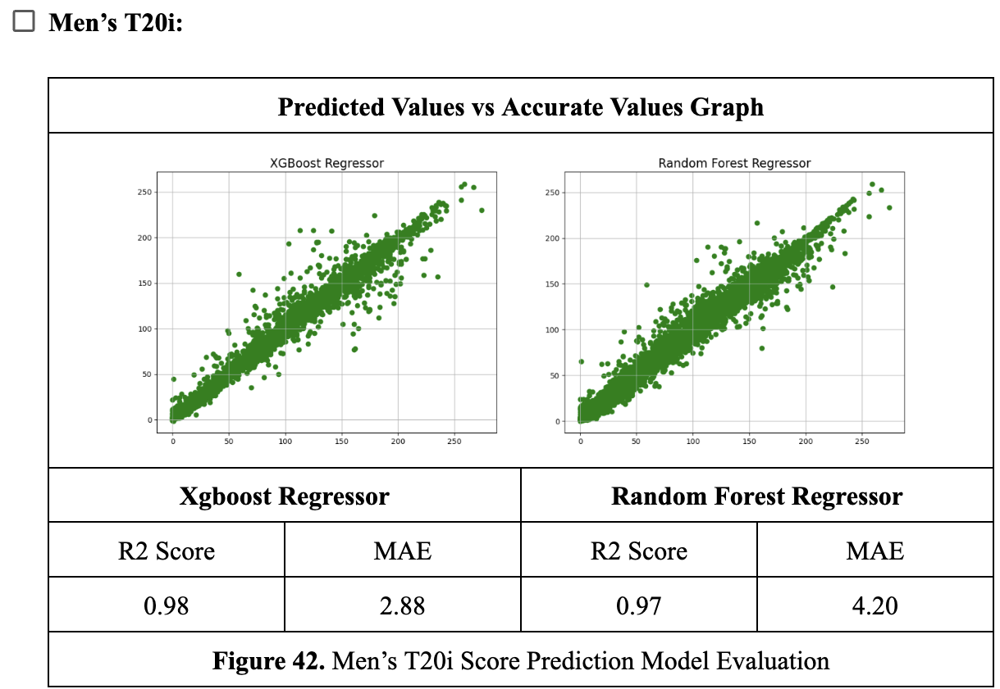 Men’s T20i:
Predicted Values vs Accurate Values Graph
XGBoost Regressor
250
200
150
100
50
0
0 50 100 150 200 250
Random Forest Regressor
250
200
150
100
50
0
0 50 100 150 200 250
Xgboost Regressor Random Forest Regressor
R2 Score MAE R2 Score MAE
0.98 2.88 0.97 4.20
Figure 42. Men’s T20i Score Prediction Model Evaluation